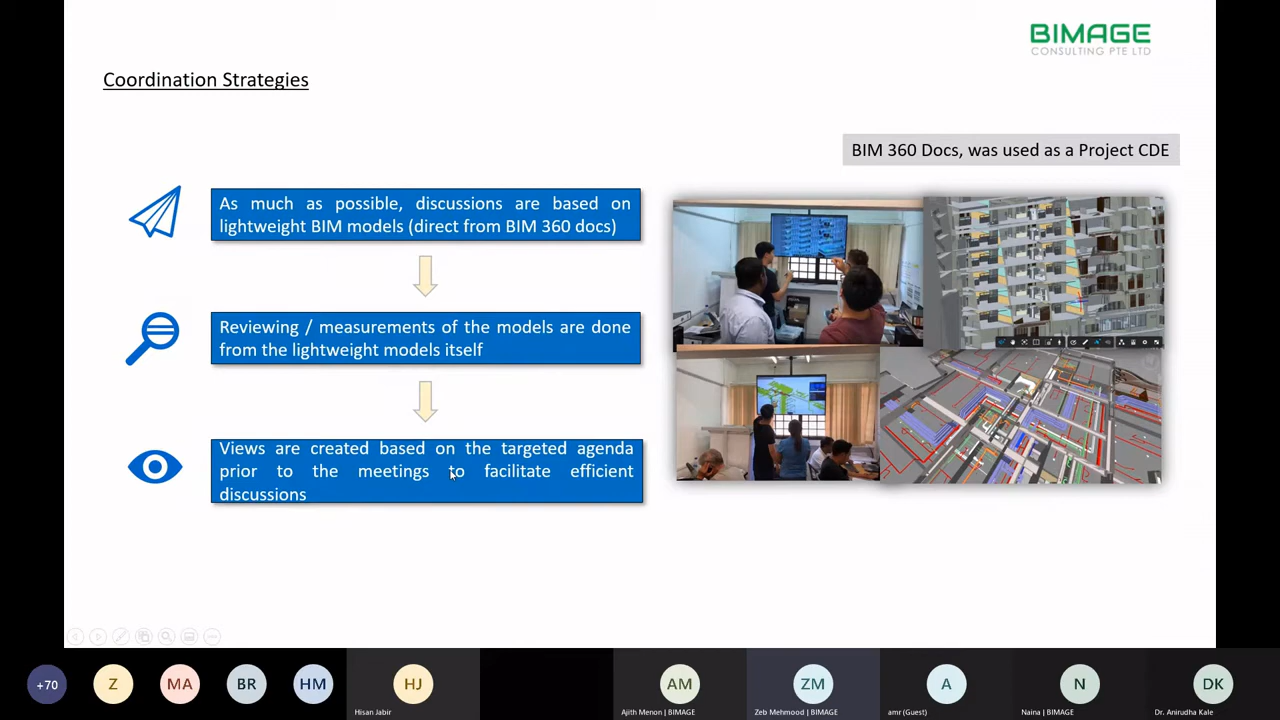 BIMAGE
CONSULTING PTE LTD
Coordination Strategies
BIM 360 Docs, was used as a Project CDE
As much as possible, discussions are based on
lightweight BIM models (direct from BIM 360 docs)
Reviewing / measurements of the models are done
from the lightweight models itself
Views are created based on the targeted agenda
prior to the meetings to facilitate efficient
discussions
+70
Z
MA
BR
HM
HJ
Hisan Jabir
AM
Ajith Menon | BIMAGE
ZM
Zeb Mehmood | BIMAGE
A
amr (Guest)
N
Naina | BIMAGE
DK
Dr. Anirudha Kale